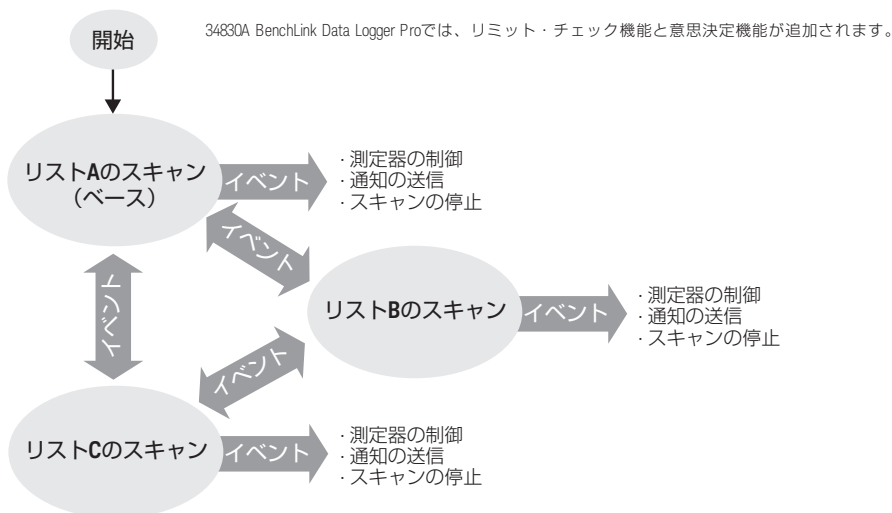 開始
34830A BenchLink Data Logger Proでは、リミット・チェック機能と意思決定機能が追加されます。
リストAのスキャン
（ベース）
イベント
· 測定器の制御
· 通知の送信
· スキャンの停止
イベント
イベント
リストBのスキャン
イベント
· 測定器の制御
· 通知の送信
· スキャンの停止
イベント
リストCのスキャン
イベント
· 測定器の制御
· 通知の送信
· スキャンの停止